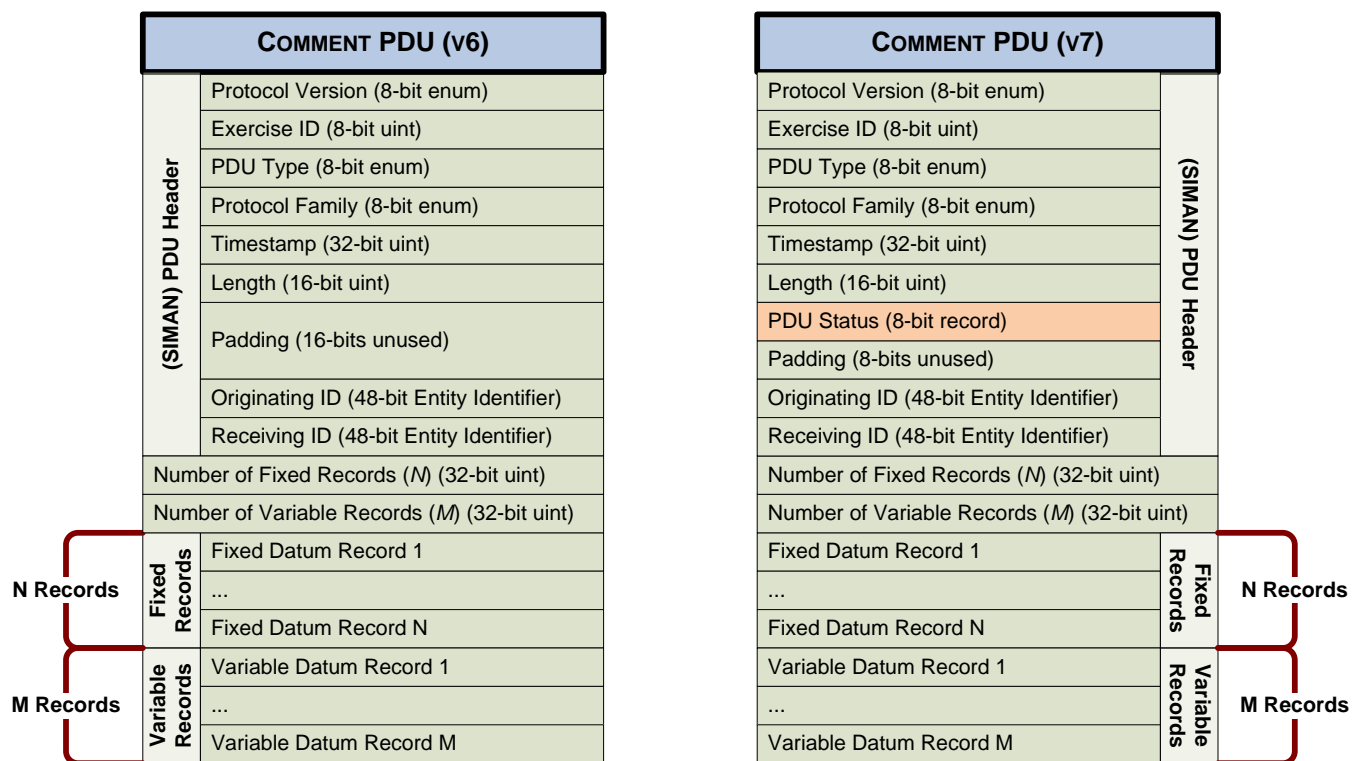 COMMENT PDU (V6)
(SIMAN) PDU Header
Protocol Version (8-bit enum)
Exercise ID (8-bit uint)
PDU Type (8-bit enum)
Protocol Family (8-bit enum)
Timestamp (32-bit uint)
Length (16-bit uint)
Padding (16-bits unused)
Originating ID (48-bit Entity Identifier)
Receiving ID (48-bit Entity Identifier)
Number of Fixed Records (N) (32-bit uint)
Number of Variable Records (M) (32-bit uint)
N Records
Fixed
Records
Fixed Datum Record 1
...
Fixed Datum Record N
M Records
Variable
Records
Variable Datum Record 1
...
Variable Datum Record M
COMMENT PDU (V7)
Protocol Version (8-bit enum)
Exercise ID (8-bit uint)
PDU Type (8-bit enum)
Protocol Family (8-bit enum)
Timestamp (32-bit uint)
Length (16-bit uint)
PDU Status (8-bit record)
Padding (8-bits unused)
Originating ID (48-bit Entity Identifier)
Receiving ID (48-bit Entity Identifier)
(SIMAN) PDU Header
Number of Fixed Records (N) (32-bit uint)
Number of Variable Records (M) (32-bit uint)
Fixed Datum Record 1
...
Fixed Datum Record N
Fixed
Records
N Records
Variable Datum Record 1
...
Variable Datum Record M
Variable
Records
M Records